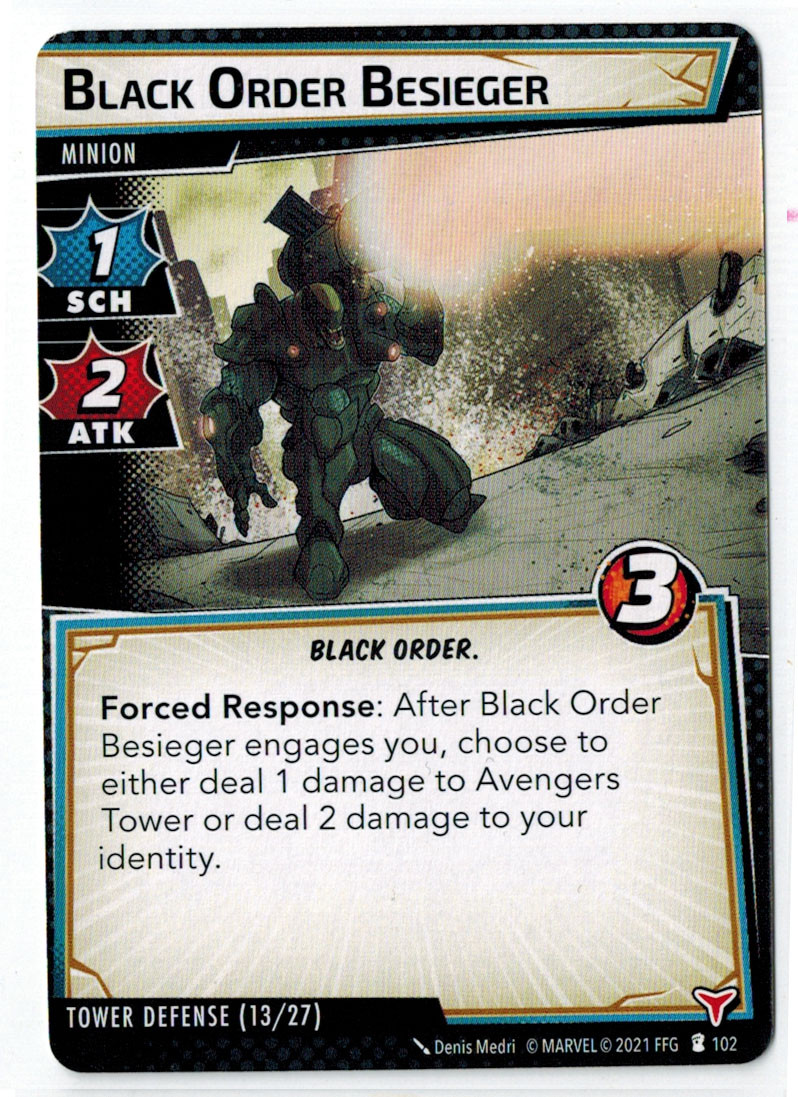 BLACK ORDER BESIEGER
MINION
1
SCH
2
ATK
3
BLACK ORDER.
Forced Response: After Black Order
Besieger engages you, choose to
either deal 1 damage to Avengers
Tower or deal 2 damage to your
identity.
TOWER DEFENSE (13/27)
Denis Medri © MARVEL © 2021 FFG 102